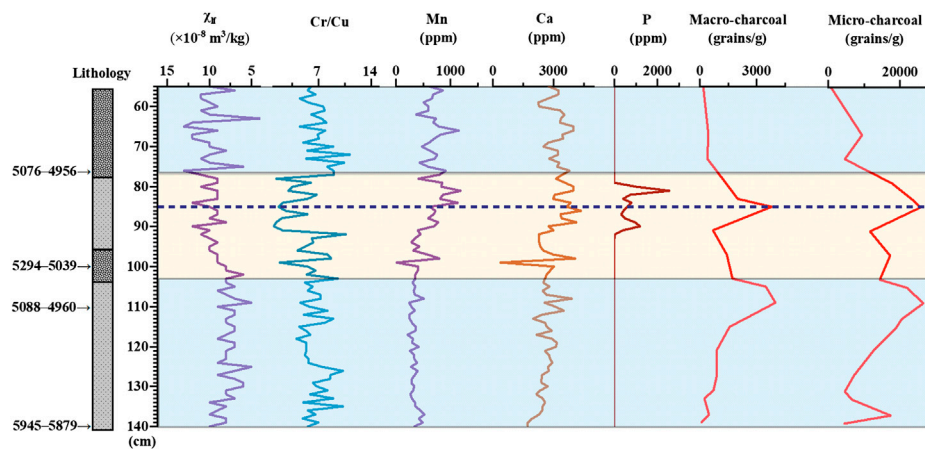 χlf Cr/Cu Mn Ca P Macro-charcoal Micro-charcoal
(×10⁻⁸ m³/kg) (ppm) (ppm) (ppm) (grains/g) (grains/g)
Lithology 15 10 5 7 14 0 1000 0 3000 0 2000 0 3000 0 20000
60
70
5076–4956
80
90
5294–5039 100
5088–4960 110
120
130
5945–5879 140
(cm)